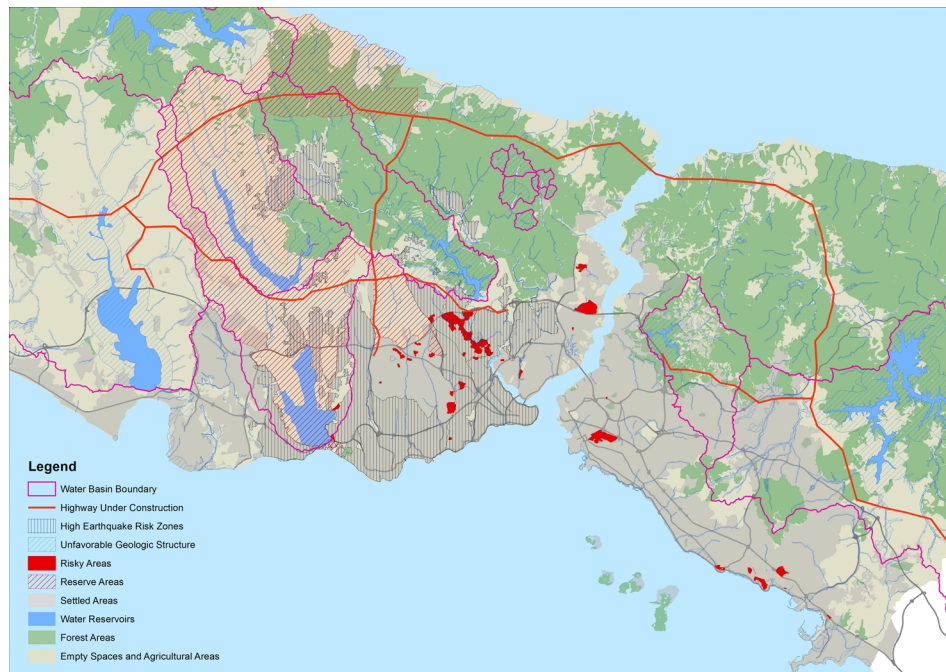 Legend
Water Basin Boundary
Highway Under Construction
High Earthquake Risk Zones
Unfavorable Geologic Structure
Risky Areas
Reserve Areas
Settled Areas
Water Reservoirs
Forest Areas
Empty Spaces and Agricultural Areas